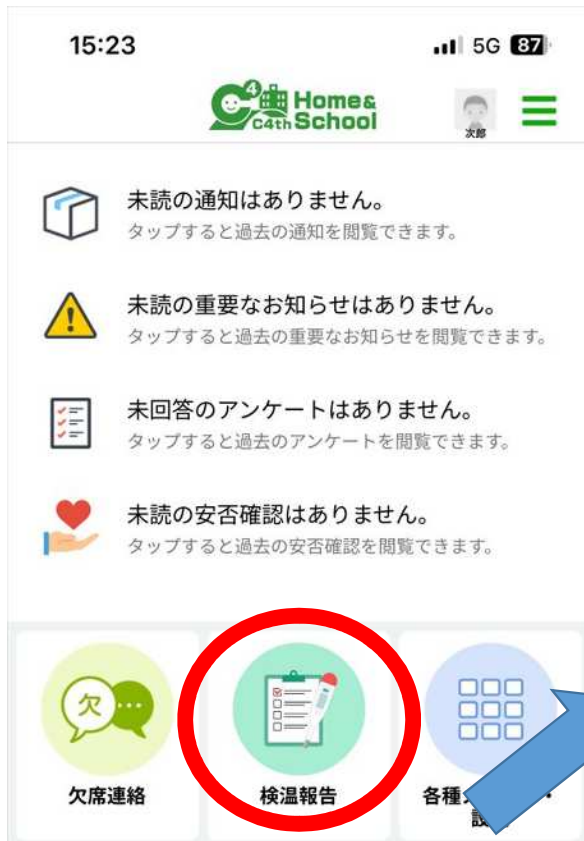 15:23
5G 87
C4 Home&
C4th School
次郎
未読の通知はありません。
タップすると過去の通知を閲覧できます。
未読の重要なお知らせはありません。
タップすると過去の重要なお知らせを閲覧できます。
未回答のアンケートはありません。
タップすると過去のアンケートを閲覧できます。
未読の安否確認はありません。
タップすると過去の安否確認を閲覧できます。
欠
欠席連絡
検温報告
各種